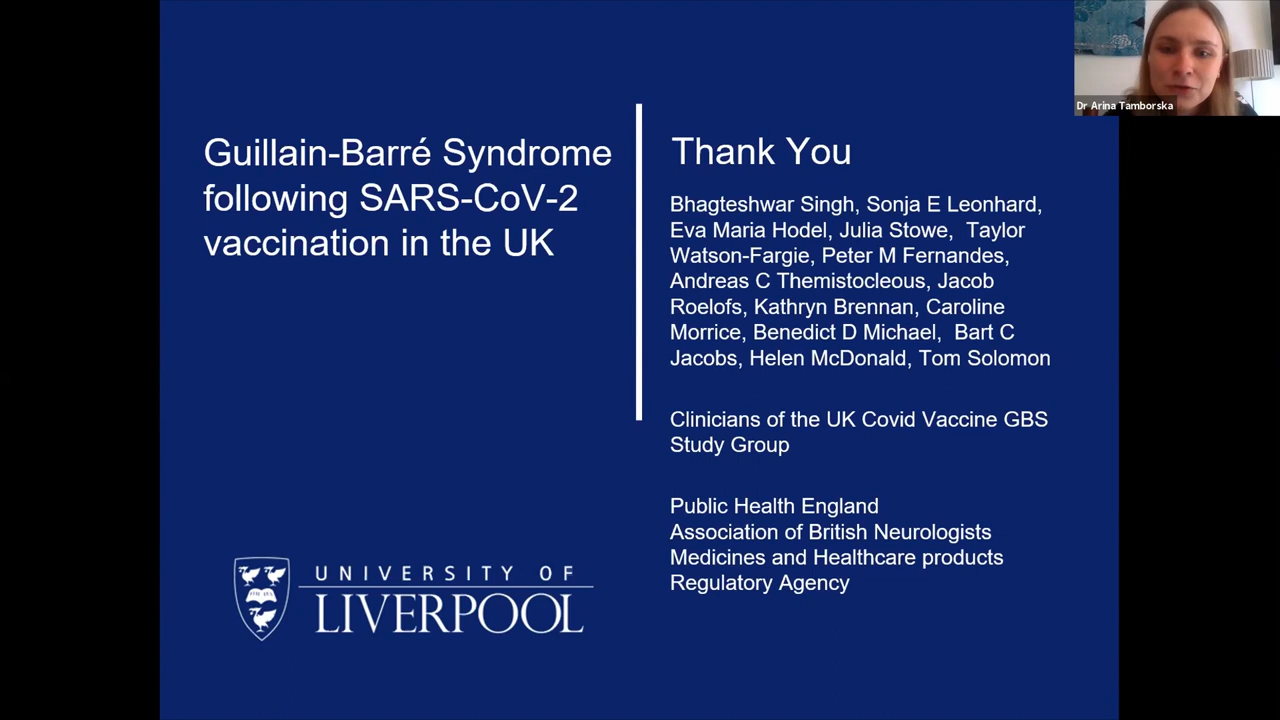 Dr Arina Tamborska
Guillain-Barré Syndrome
following SARS-CoV-2
vaccination in the UK
Thank You
Bhagteshwar Singh, Sonja E Leonhard,
Eva Maria Hodel, Julia Stowe, Taylor
Watson-Fargie, Peter M Fernandes,
Andreas C Themistocleous, Jacob
Roelofs, Kathryn Brennan, Caroline
Morrice, Benedict D Michael, Bart C
Jacobs, Helen McDonald, Tom Solomon
Clinicians of the UK Covid Vaccine GBS
Study Group
Public Health England
Association of British Neurologists
Medicines and Healthcare products
Regulatory Agency
UNIVERSITY OF
LIVERPOOL